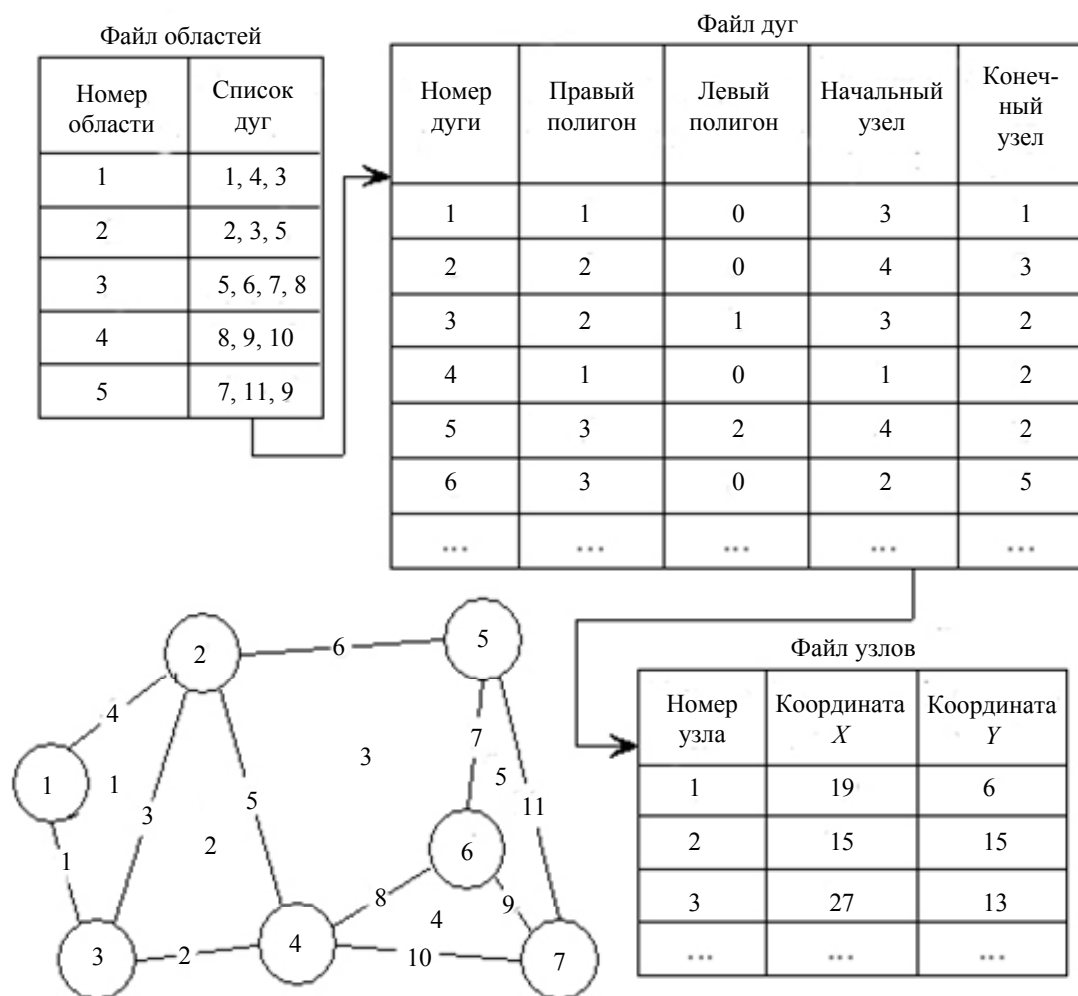 Файл областей
Номер области
Список дуг
1
1, 4, 3
2
2, 3, 5
3
5, 6, 7, 8
4
8, 9, 10
5
7, 11, 9
Файл дуг
Номер дуги
Правый полигон
Левый полигон
Начальный узел
Конеч-
ный
узел
1 1 0 3 1
2 2 0 4 3
3 2 1 3 2
4 1 0 1 2
5 3 2 4 2
6 3 0 2 5
... ... ... ... ...
2
6
5
4
7
3
1
1
5
3
5
11
2
6
1
8
9
4
3
2
4
10
7
Файл узлов
Номер узла
Координата X
Координата Y
1 19 6
2 15 15
3 27 13
... ... ...